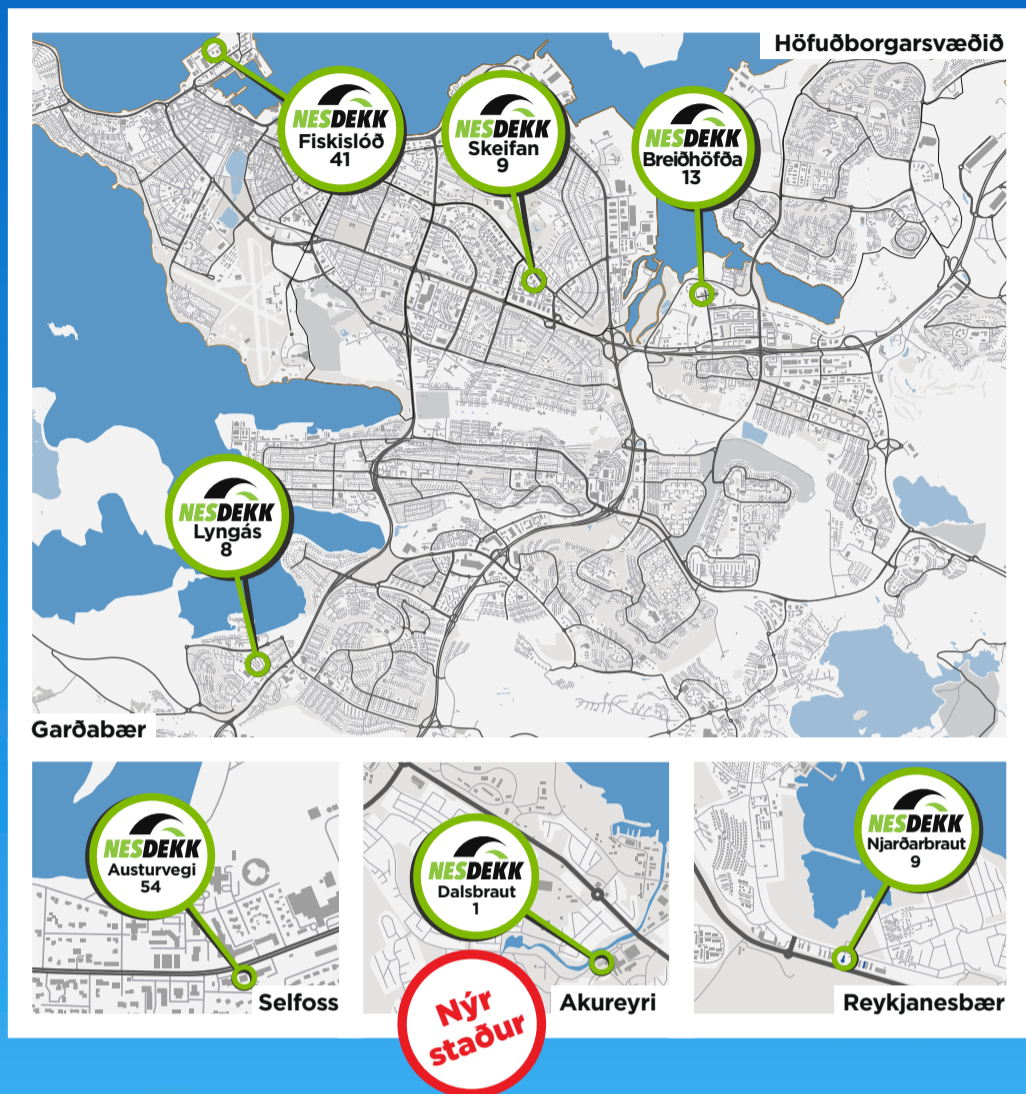 Höfuðborgarsvæðið
NESDEKK
Fiskislóð
41
NESDEKK
Skeifan
9
NESDEKK
Breiðhöfða
13
NESDEKK
Lyngás
8
Garðabær
NESDEKK
Austurvegi
54
Selfoss
NESDEKK
Dalsbraut
1
Nýr
staður
Akureyri
NESDEKK
Njarðarbraut
9
Reykjanesbær